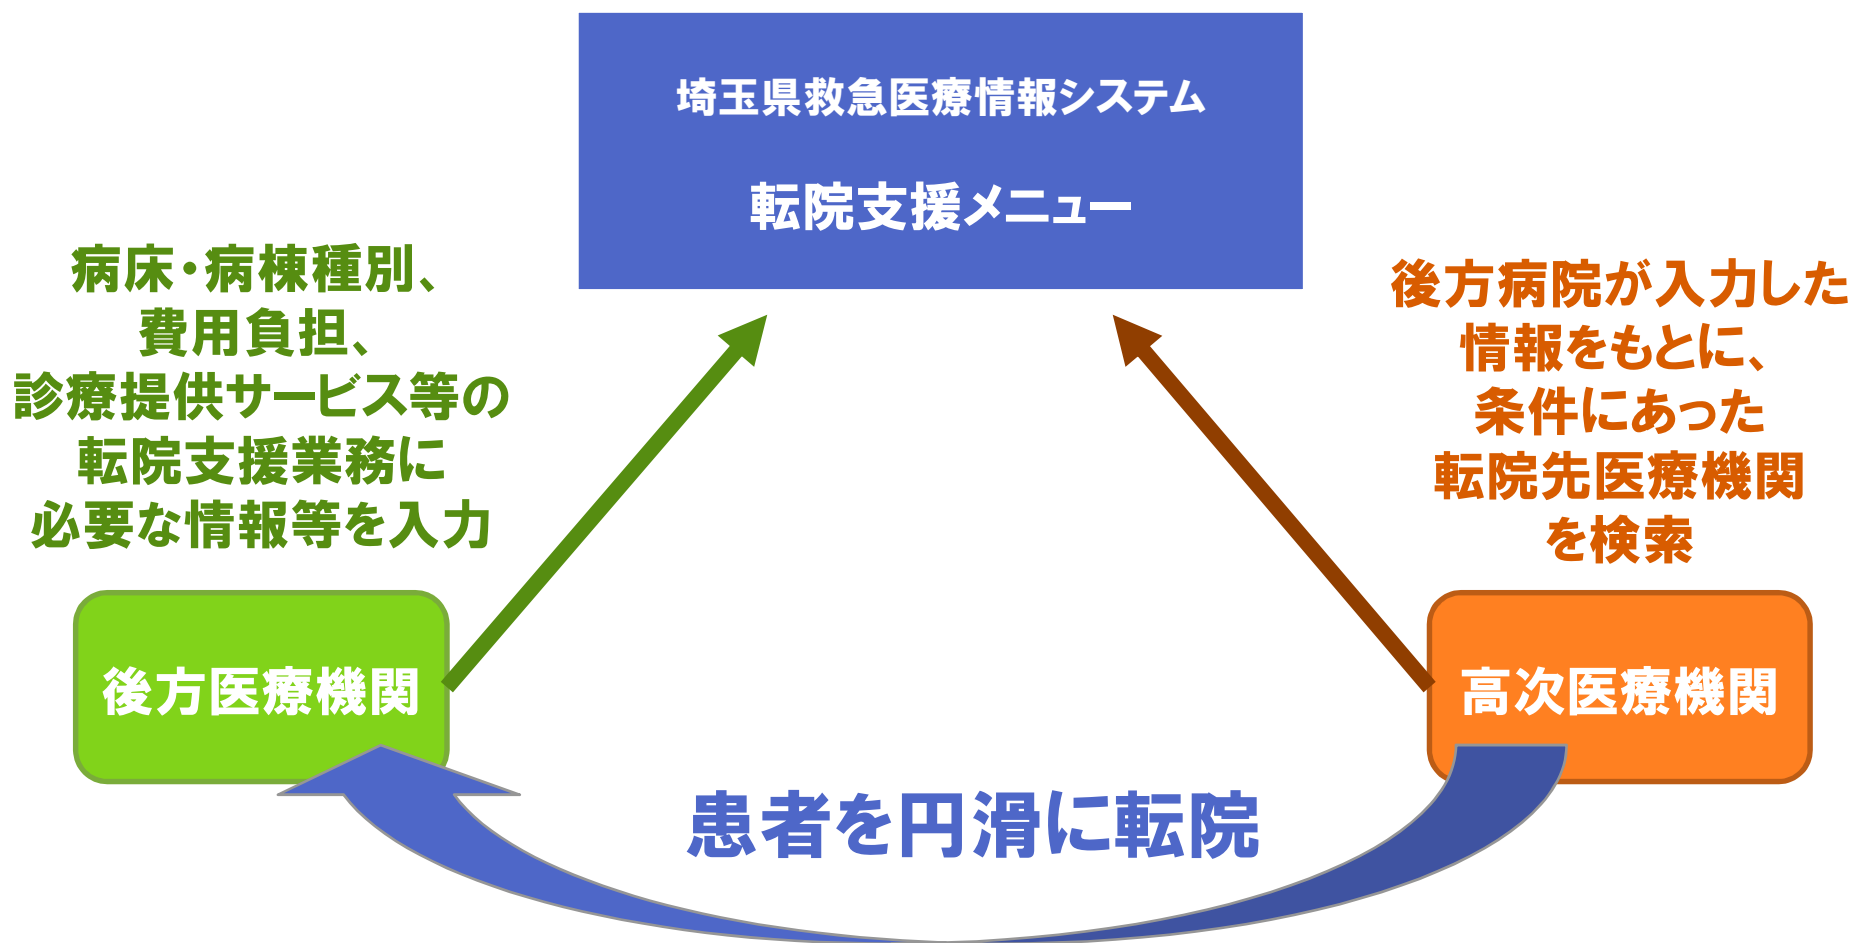 埼玉県救急医療情報システム
転院支援メニュー
病床・病棟種別、
費用負担、
診療提供サービス等の
転院支援業務に
必要な情報等を入力
後方病院が入力した
情報をもとに、
条件にあった
転院先医療機関
を検索
後方医療機関
高次医療機関
患者を円滑に転院